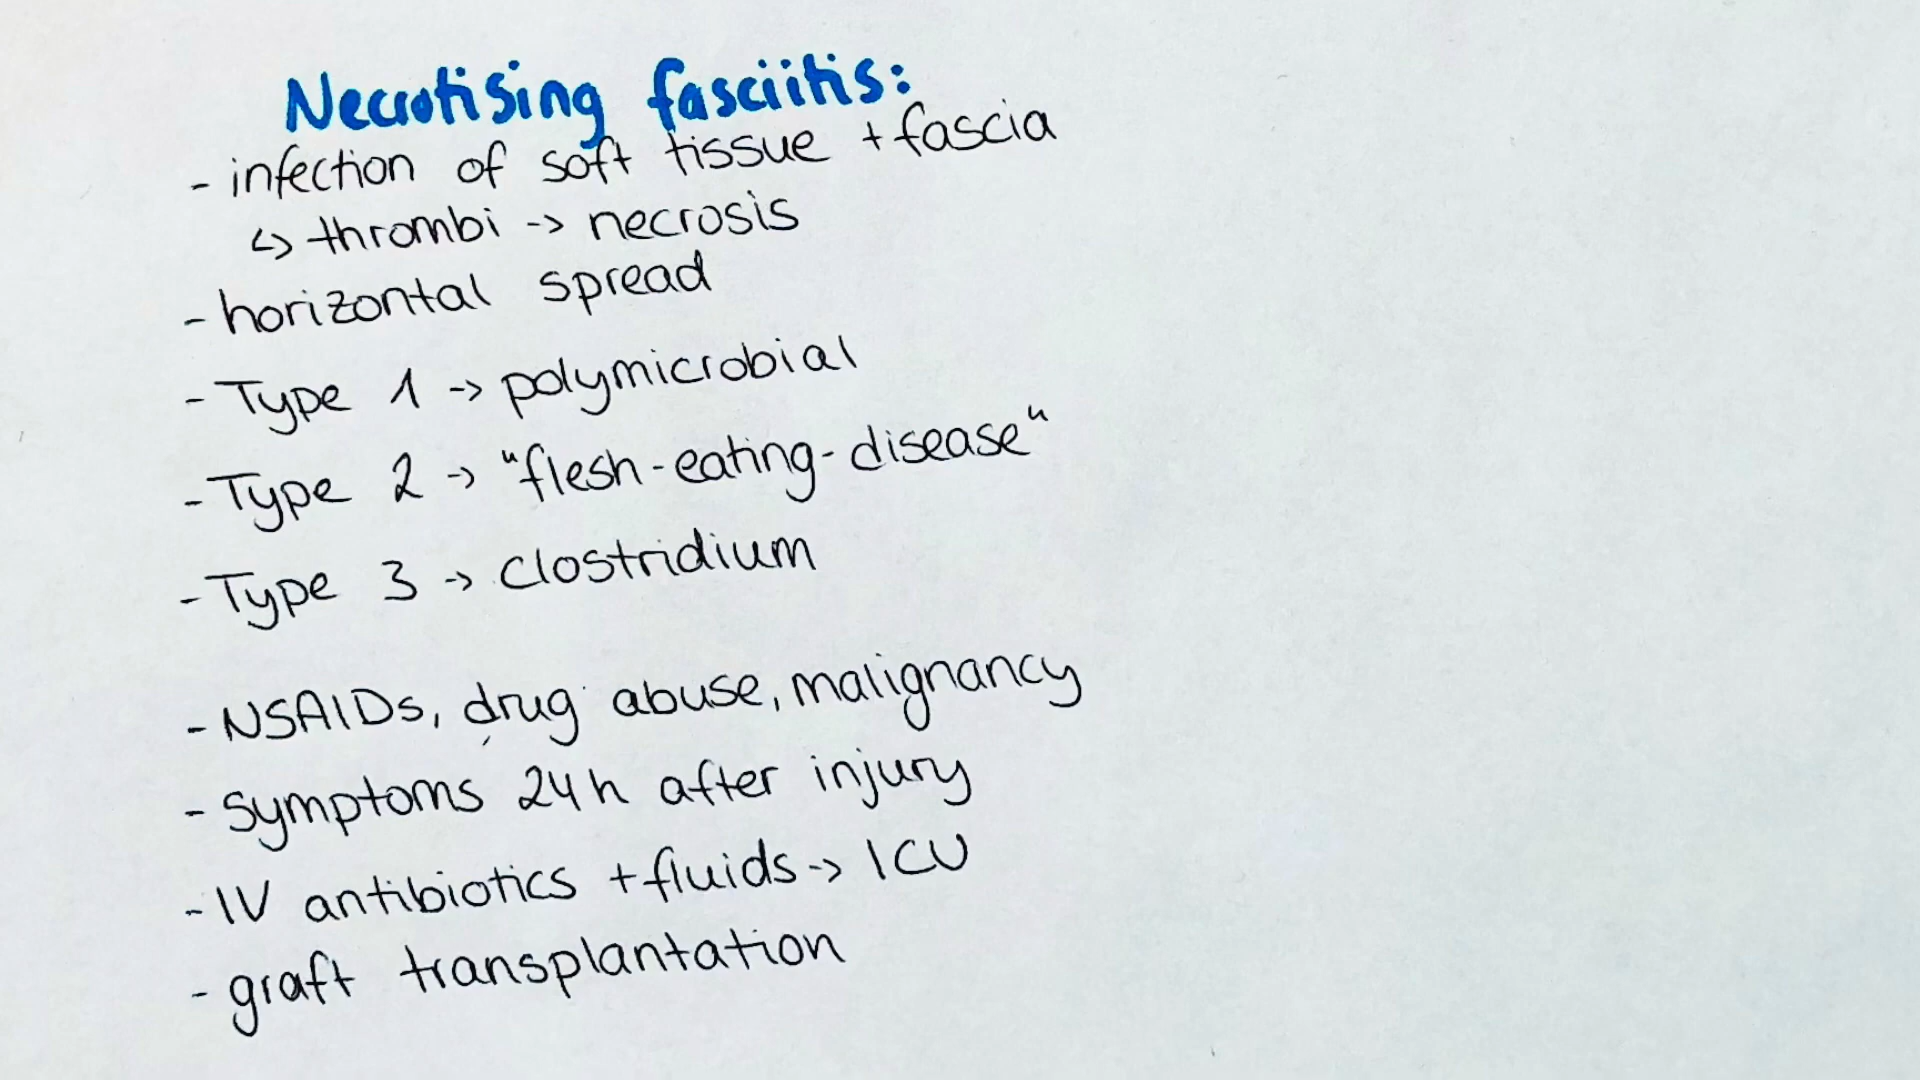 Necrotising fasciitis:
- infection of soft tissue + fascia
↳ thrombi -> necrosis
- horizontal spread
- Type 1 -> polymicrobial
- Type 2 -> "flesh-eating-disease"
- Type 3 -> clostridium
- NSAIDs, drug abuse, malignancy
- symptoms 24h after injury
- IV antibiotics + fluids -> ICU
- graft transplantation